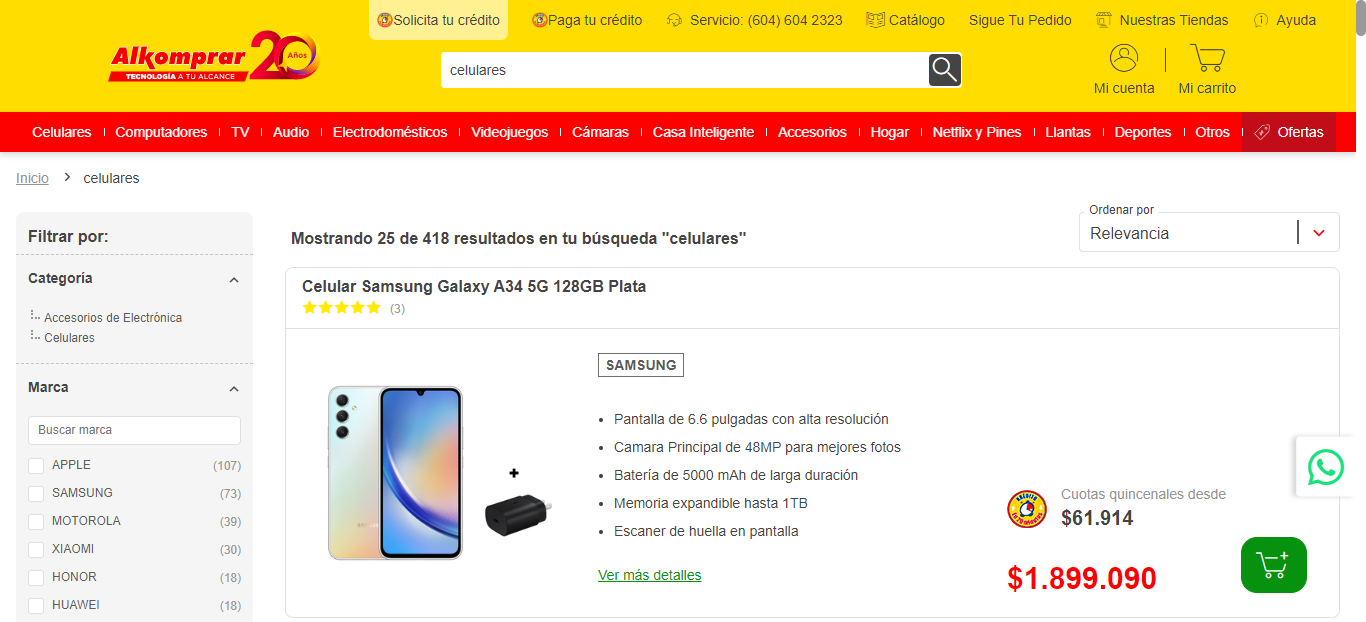 Solicita tu crédito
Paga tu crédito
Servicio: (604) 604 2323
Catálogo
Sigue Tu Pedido
Nuestras Tiendas
Ayuda
Alkomprar 20 Años
TECNOLOGÍA A TU ALCANCE
celulares
Mi cuenta
Mi carrito
Celulares
Computadores
TV
Audio
Electrodomésticos
Videojuegos
Cámaras
Casa Inteligente
Accesorios
Hogar
Netflix y Pines
Llantas
Deportes
Otros
Ofertas
Inicio > celulares
Filtrar por:
Categoría
Accesorios de Electrónica
Celulares
Marca
Buscar marca
APPLE (107)
SAMSUNG (73)
MOTOROLA (39)
XIAOMI (30)
HONOR (18)
HUAWEI (18)
Mostrando 25 de 418 resultados en tu búsqueda "celulares"
Ordenar por
Relevancia
Celular Samsung Galaxy A34 5G 128GB Plata
(3)
SAMSUNG
Pantalla de 6.6 pulgadas con alta resolución
Camara Principal de 48MP para mejores fotos
Batería de 5000 mAh de larga duración
Memoria expandible hasta 1TB
Escaner de huella en pantalla
Ver más detalles
Cuotas quincenales desde
$61.914
$1.899.090